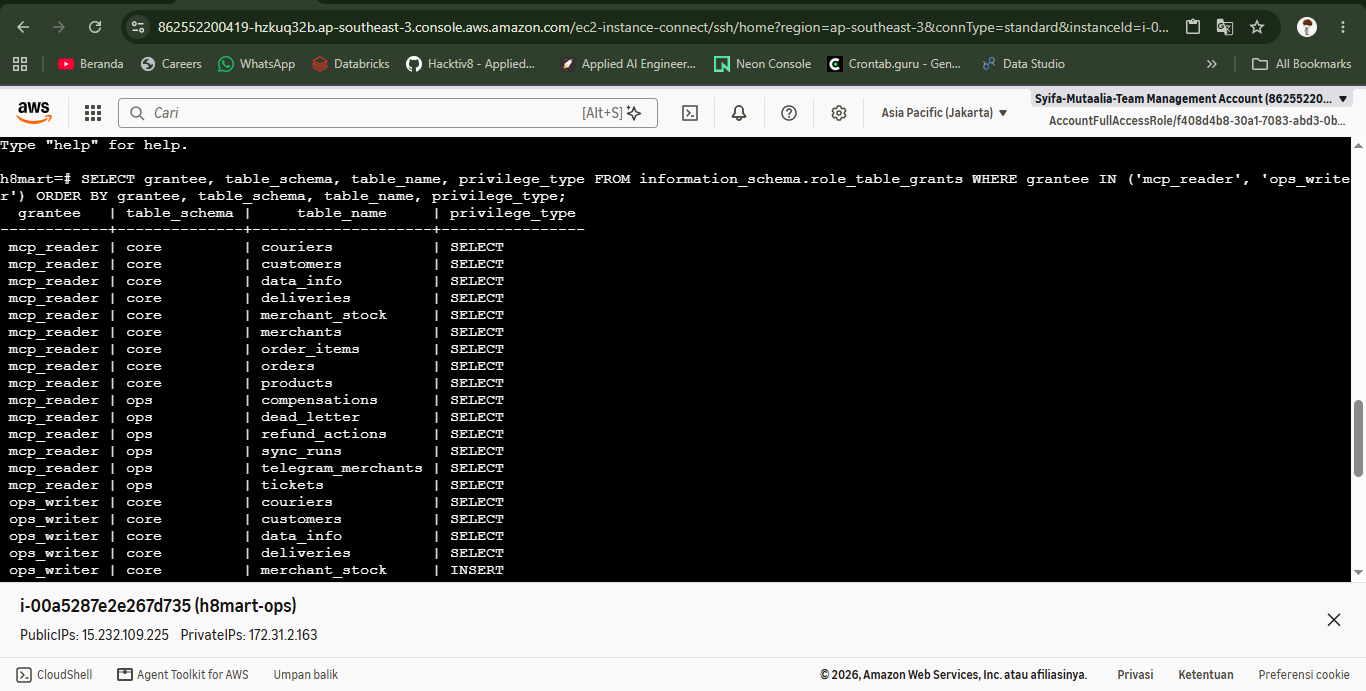 862552200419-hzkuq32b.ap-southeast-3.console.aws.amazon.com/ec2-instance-connect/ssh/home?region=ap-southeast-3&connType=standard&instanceId=i-0...
Beranda Careers WhatsApp Databricks Hacktiv8 - Applied... Applied AI Engineer... Neon Console Crontab.guru - Gen... Data Studio » All Bookmarks
aws Cari [Alt+S] Asia Pacific (Jakarta) ▼ Syifa-Mutaalia-Team Management Account (86255220... ▼
AccountFullAccessRole/f408d4b8-30a1-7083-abd3-0b...
Type "help" for help.
h8mart=# SELECT grantee, table_schema, table_name, privilege_type FROM information_schema.role_table_grants WHERE grantee IN ('mcp_reader', 'ops_write
r') ORDER BY grantee, table_schema, table_name, privilege_type;
  grantee   | table_schema |     table_name     | privilege_type
------------+--------------+--------------------+----------------
 mcp_reader | core         | couriers           | SELECT
 mcp_reader | core         | customers          | SELECT
 mcp_reader | core         | data_info          | SELECT
 mcp_reader | core         | deliveries         | SELECT
 mcp_reader | core         | merchant_stock     | SELECT
 mcp_reader | core         | merchants          | SELECT
 mcp_reader | core         | order_items        | SELECT
 mcp_reader | core         | orders             | SELECT
 mcp_reader | core         | products           | SELECT
 mcp_reader | ops          | compensations      | SELECT
 mcp_reader | ops          | dead_letter        | SELECT
 mcp_reader | ops          | refund_actions     | SELECT
 mcp_reader | ops          | sync_runs          | SELECT
 mcp_reader | ops          | telegram_merchants | SELECT
 mcp_reader | ops          | tickets            | SELECT
 ops_writer | core         | couriers           | SELECT
 ops_writer | core         | customers          | SELECT
 ops_writer | core         | data_info          | SELECT
 ops_writer | core         | deliveries         | SELECT
 ops_writer | core         | merchant_stock     | INSERT
i-00a5287e2e267d735 (h8mart-ops)
PublicIPs: 15.232.109.225 PrivateIPs: 172.31.2.163
CloudShell Agent Toolkit for AWS Umpan balik © 2026, Amazon Web Services, Inc. atau afiliasinya. Privasi Ketentuan Preferensi cookie